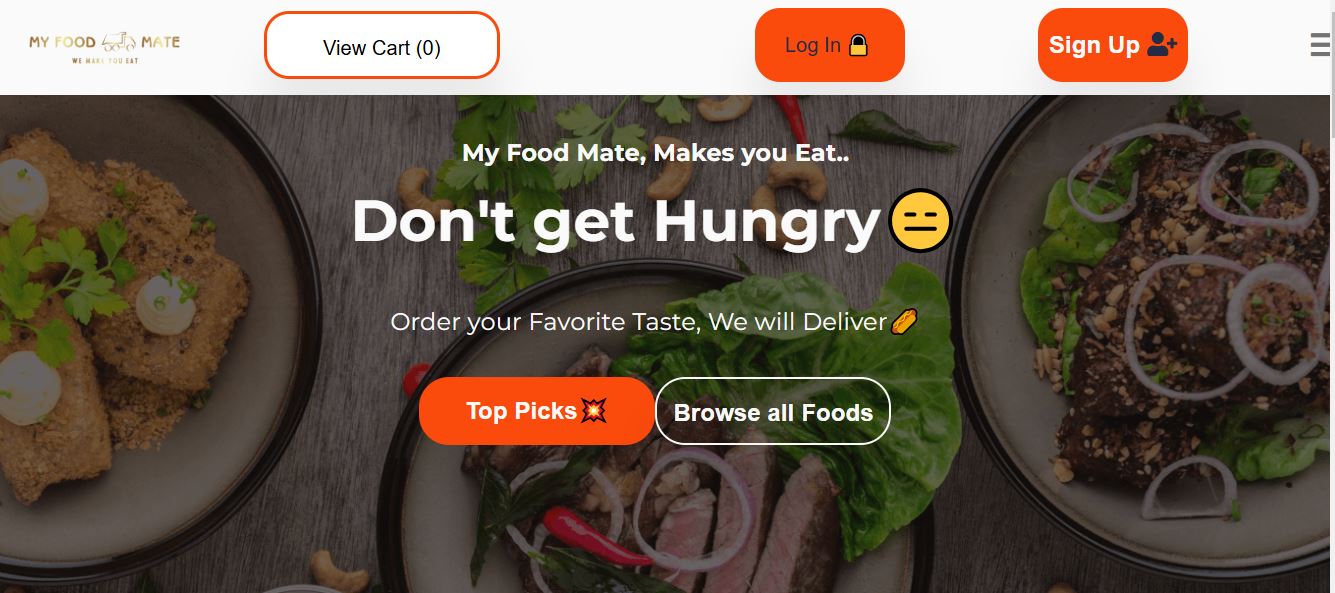 MY FOOD MATE
WE MAKE YOU EAT
View Cart (0)
Log In 🔒
Sign Up
My Food Mate, Makes you Eat..
Don't get Hungry😑
Order your Favorite Taste, We will Deliver🌭
Top Picks💥
Browse all Foods